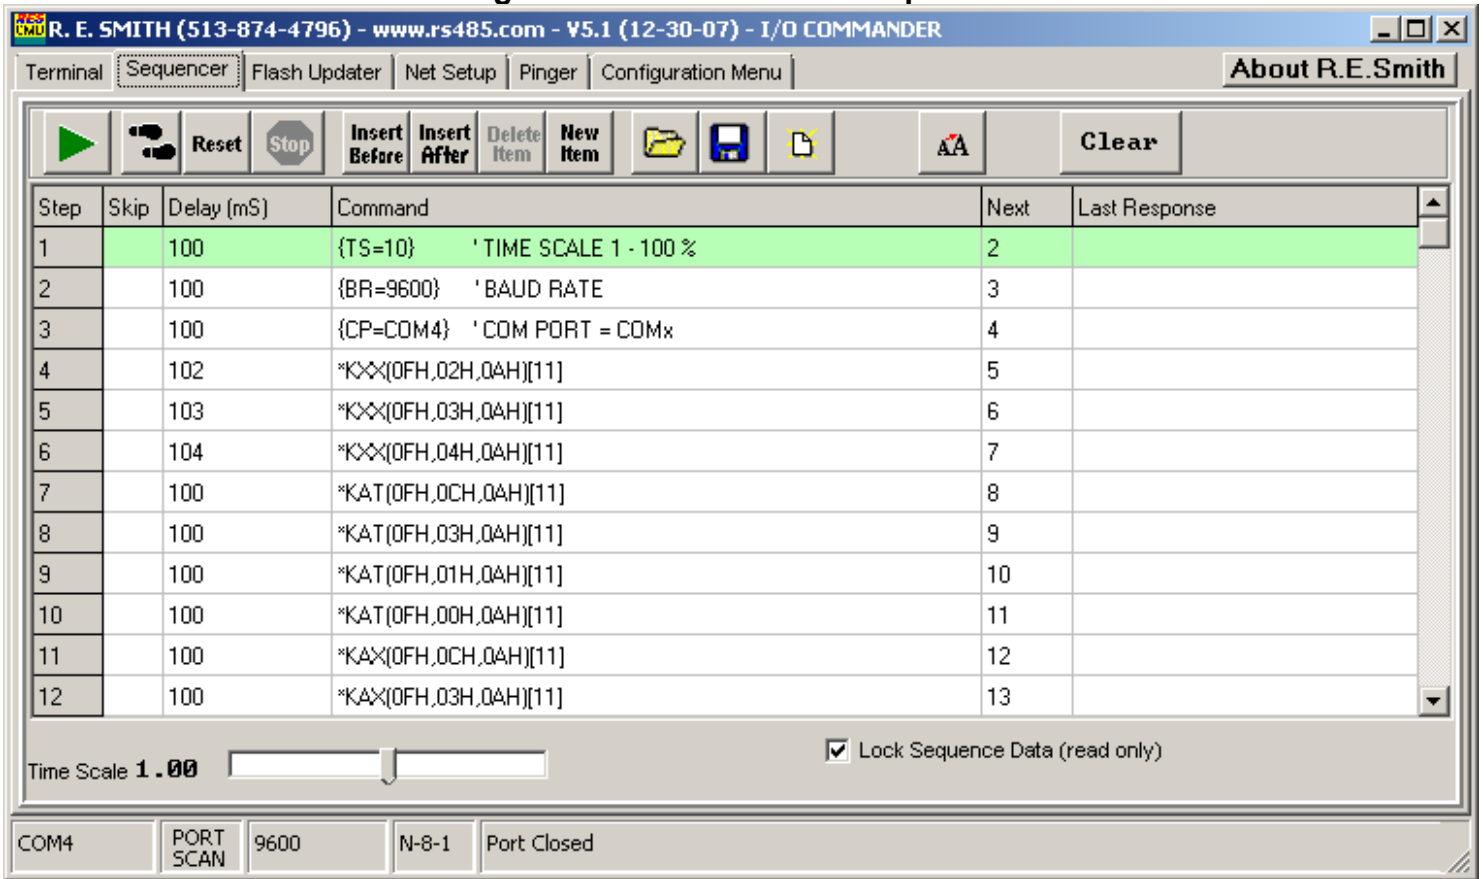 RES
CMD R. E. SMITH (513-874-4796) - www.rs485.com - V5.1 (12-30-07) - I/O COMMANDER
Terminal Sequencer Flash Updater Net Setup Pinger Configuration Menu About R.E.Smith
Reset Stop Insert Before Insert After Delete Item New Item AA Clear
Step Skip Delay (mS) Command Next Last Response
1 100 {TS=10} ' TIME SCALE 1 - 100 % 2
2 100 {BR=9600} ' BAUD RATE 3
3 100 {CP=COM4} ' COM PORT = COMx 4
4 102 *KXX(0FH,02H,0AH)[11] 5
5 103 *KXX(0FH,03H,0AH)[11] 6
6 104 *KXX(0FH,04H,0AH)[11] 7
7 100 *KAT(0FH,0CH,0AH)[11] 8
8 100 *KAT(0FH,03H,0AH)[11] 9
9 100 *KAT(0FH,01H,0AH)[11] 10
10 100 *KAT(0FH,00H,0AH)[11] 11
11 100 *KAX(0FH,0CH,0AH)[11] 12
12 100 *KAX(0FH,03H,0AH)[11] 13
Time Scale 1.00 Lock Sequence Data (read only)
COM4 PORT SCAN 9600 N-8-1 Port Closed